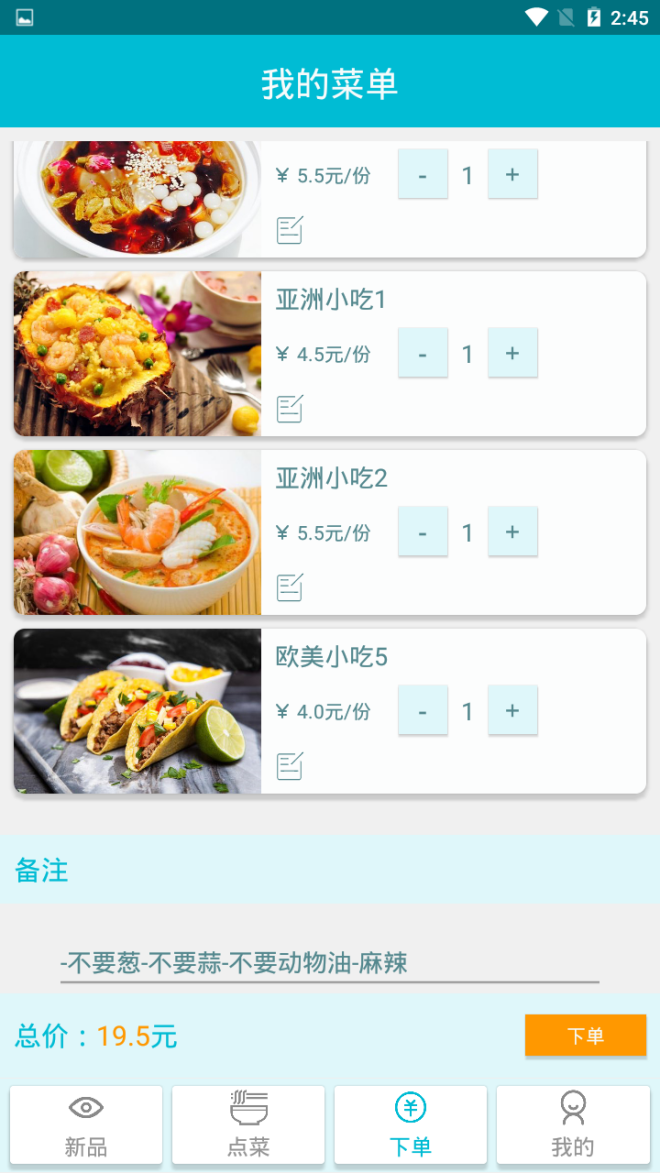 2:45
我的菜单
¥ 5.5元/份 - 1 +
亚洲小吃1
¥ 4.5元/份 - 1 +
亚洲小吃2
¥ 5.5元/份 - 1 +
欧美小吃5
¥ 4.0元/份 - 1 +
备注
-不要葱-不要蒜-不要动物油-麻辣
总价：19.5元 下单
新品 点菜 下单 我的